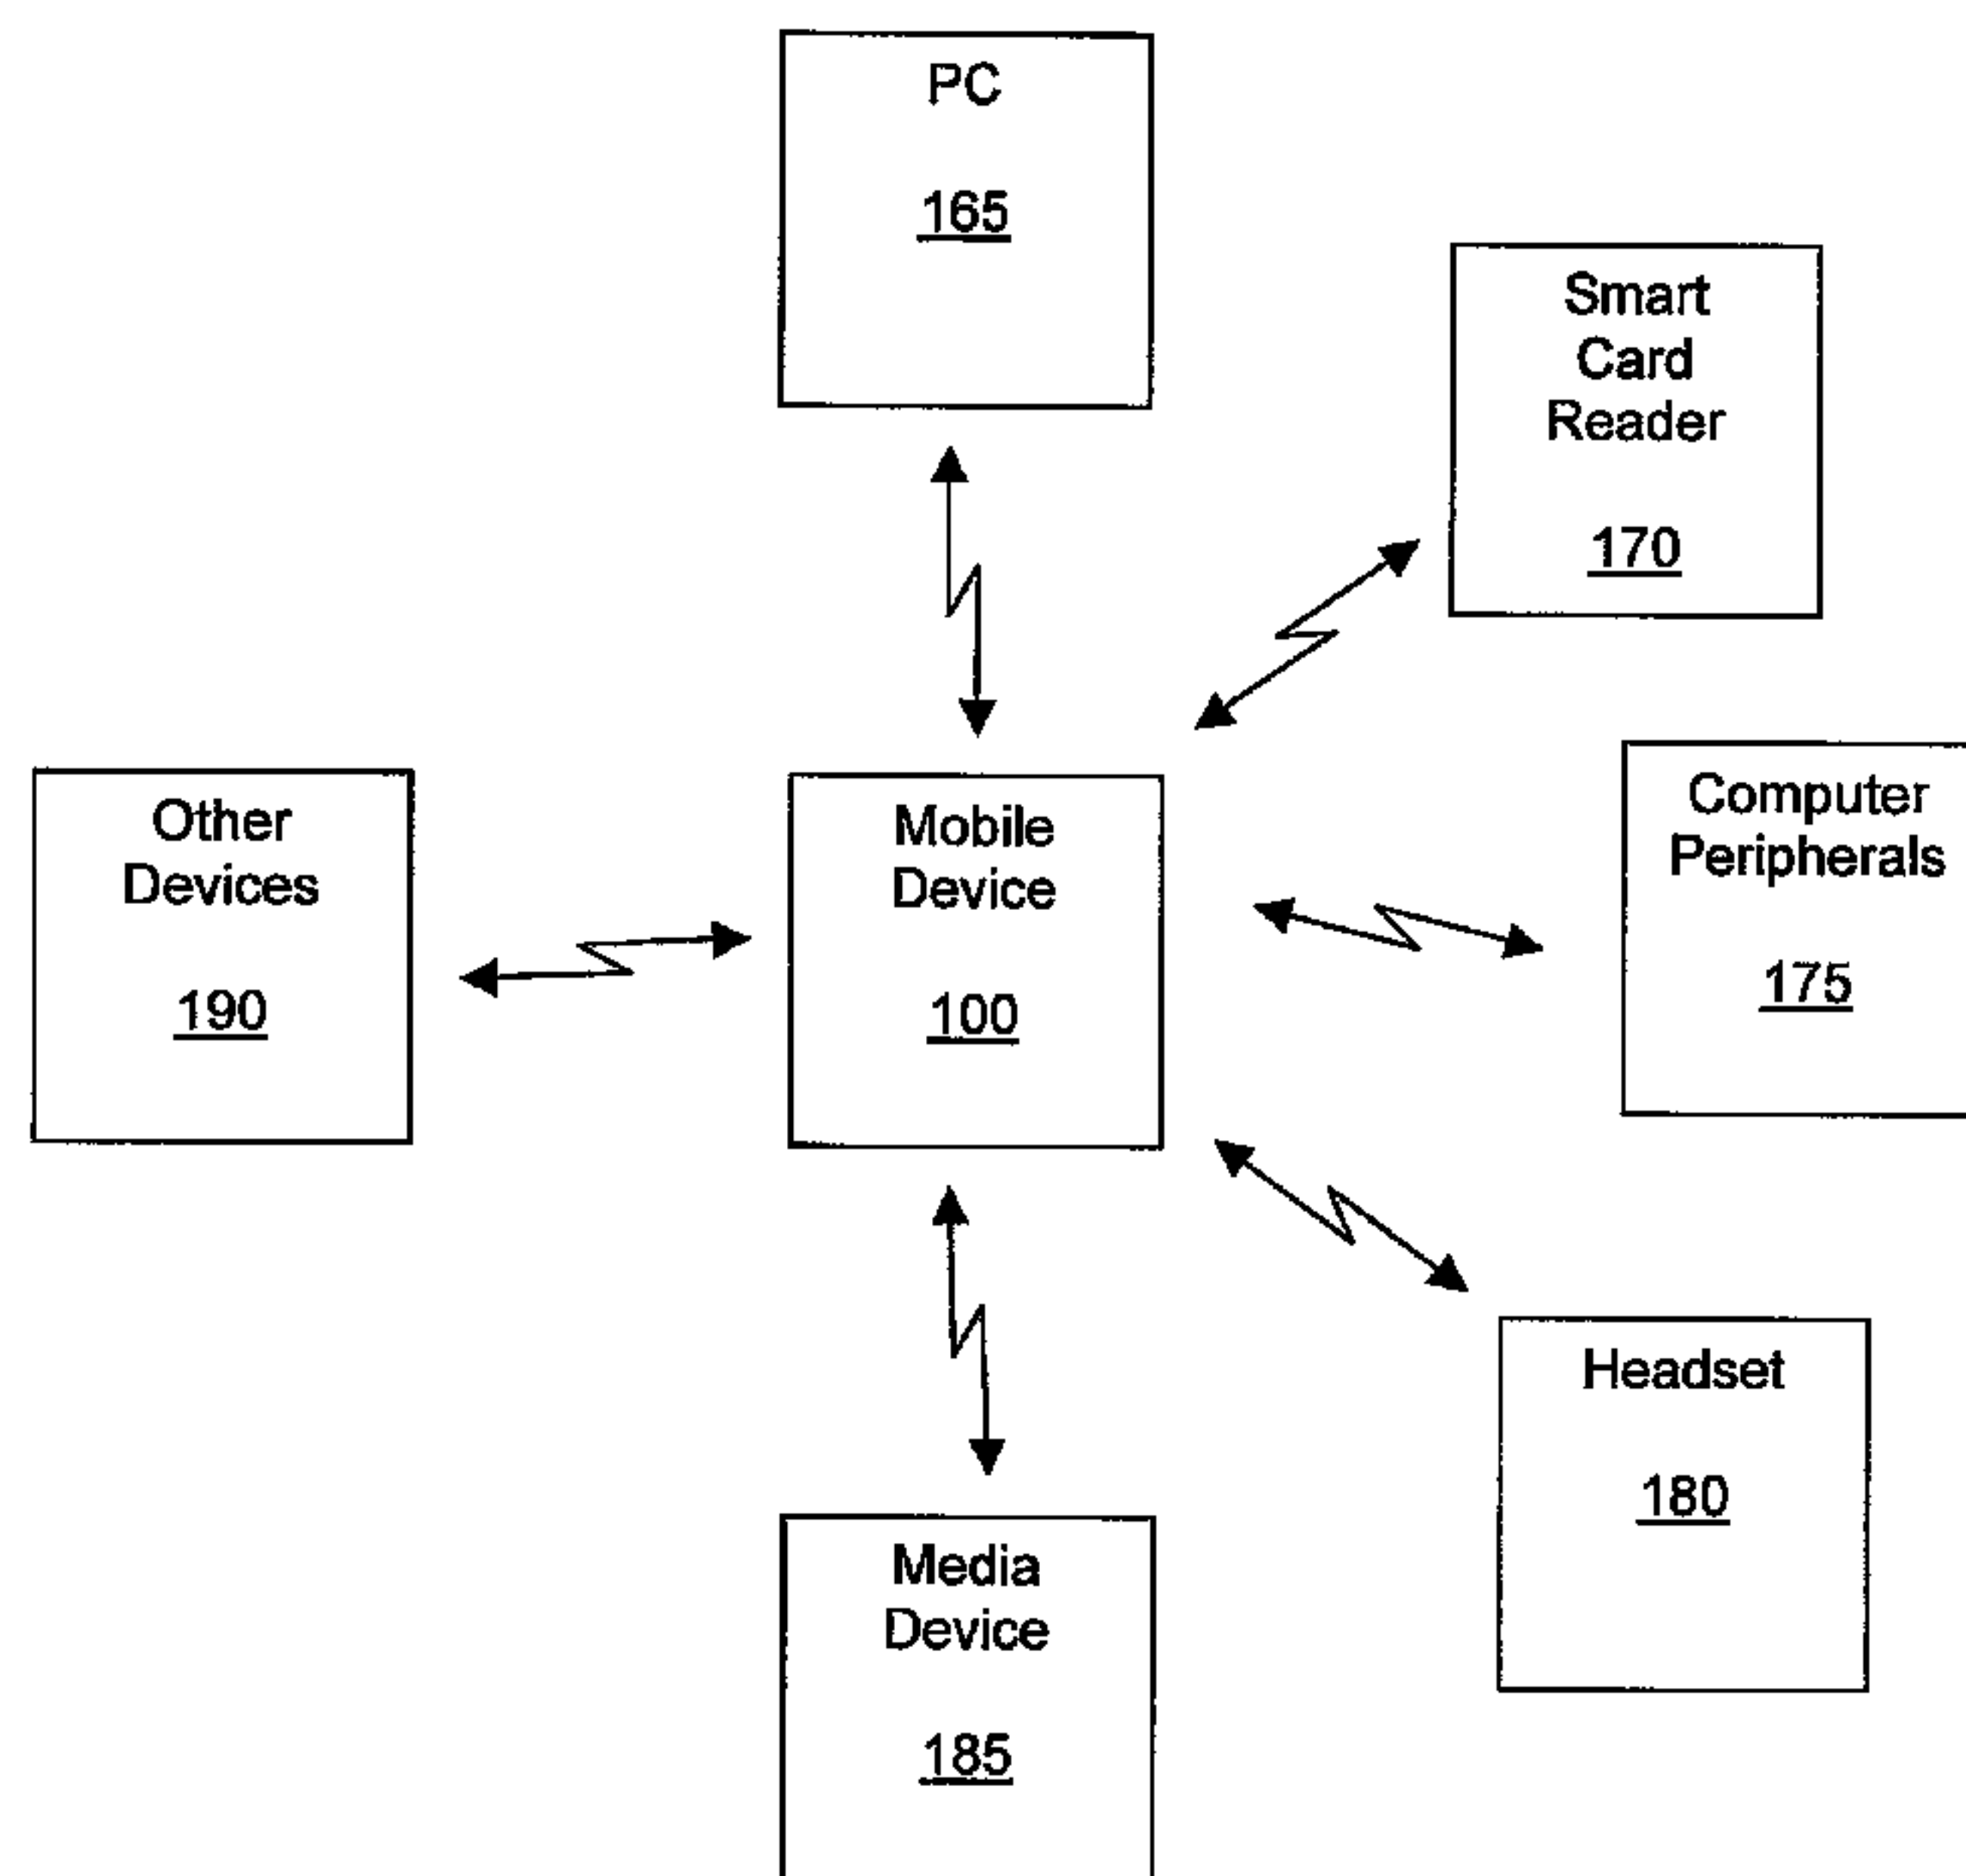 PC
165
Smart
Card
Reader
170
Other
Devices
190
Mobile
Device
100
Computer
Peripherals
175
Headset
180
Media
Device
185